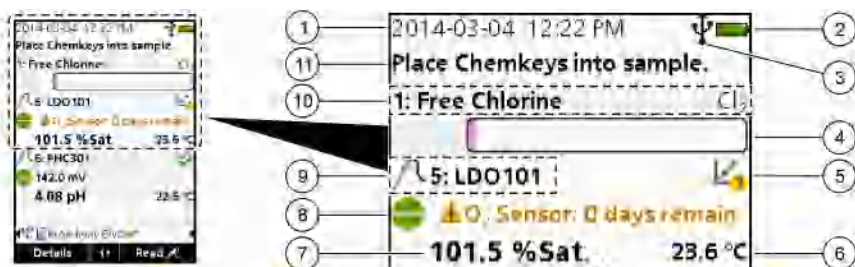 2014-03-04 12:22 PM
Place Chemkeys into sample.
1: Free Chlorine Cl₂
5: LDO101
O₂ Sensor: 0 days remain
101.5 %Sat. 23.6 °C
6: PHC301
142.0 mV
4.08 pH 22.6 °C
Details Read
1
11
10
9
8
7
2014-03-04 12:22 PM
Place Chemkeys into sample.
1: Free Chlorine Cl₂
5: LDO101
O₂ Sensor: 0 days remain
101.5 %Sat. 23.6 °C
2
3
4
5
6